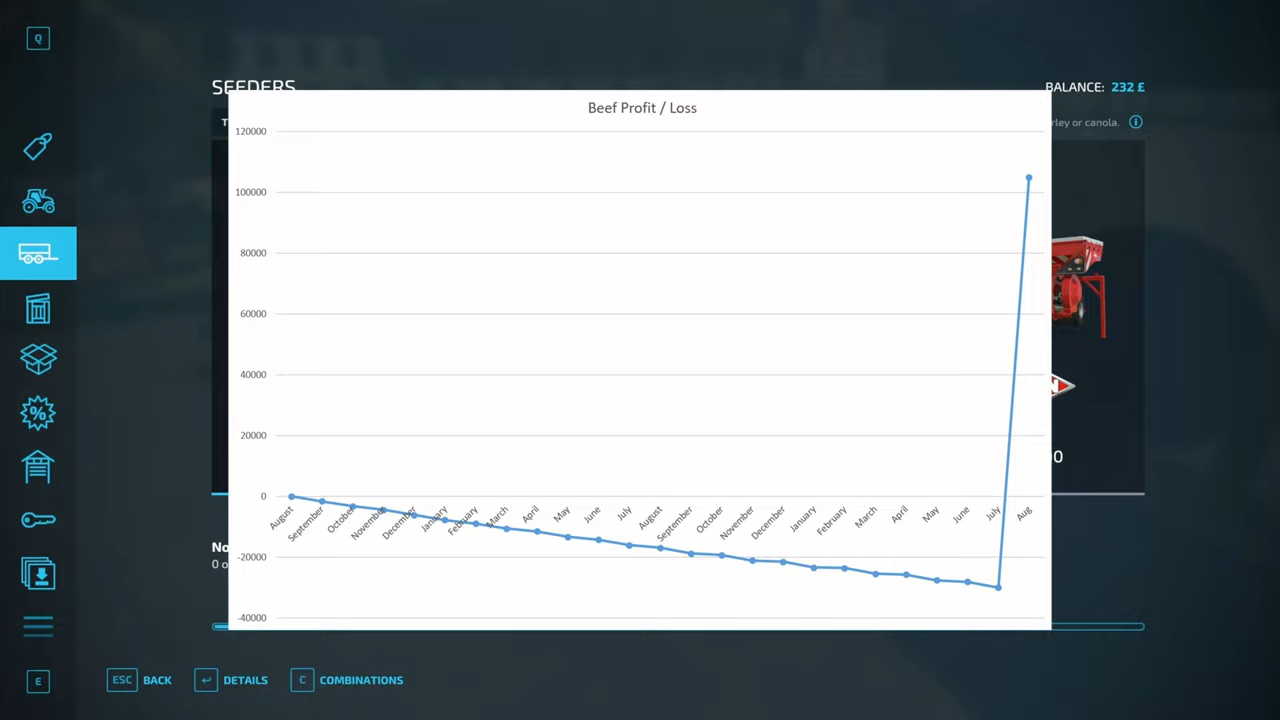 Q
SEEDERS
BALANCE: 232 £
T
rley or canola.
Beef Profit / Loss
120000
100000
80000
60000
40000
20000
0
-20000
-40000
August
September
October
November
December
January
February
March
April
May
June
July
August
September
October
November
December
January
February
March
April
May
June
July
Aug
N
0
No
0 o
E
ESC BACK
DETAILS
C COMBINATIONS